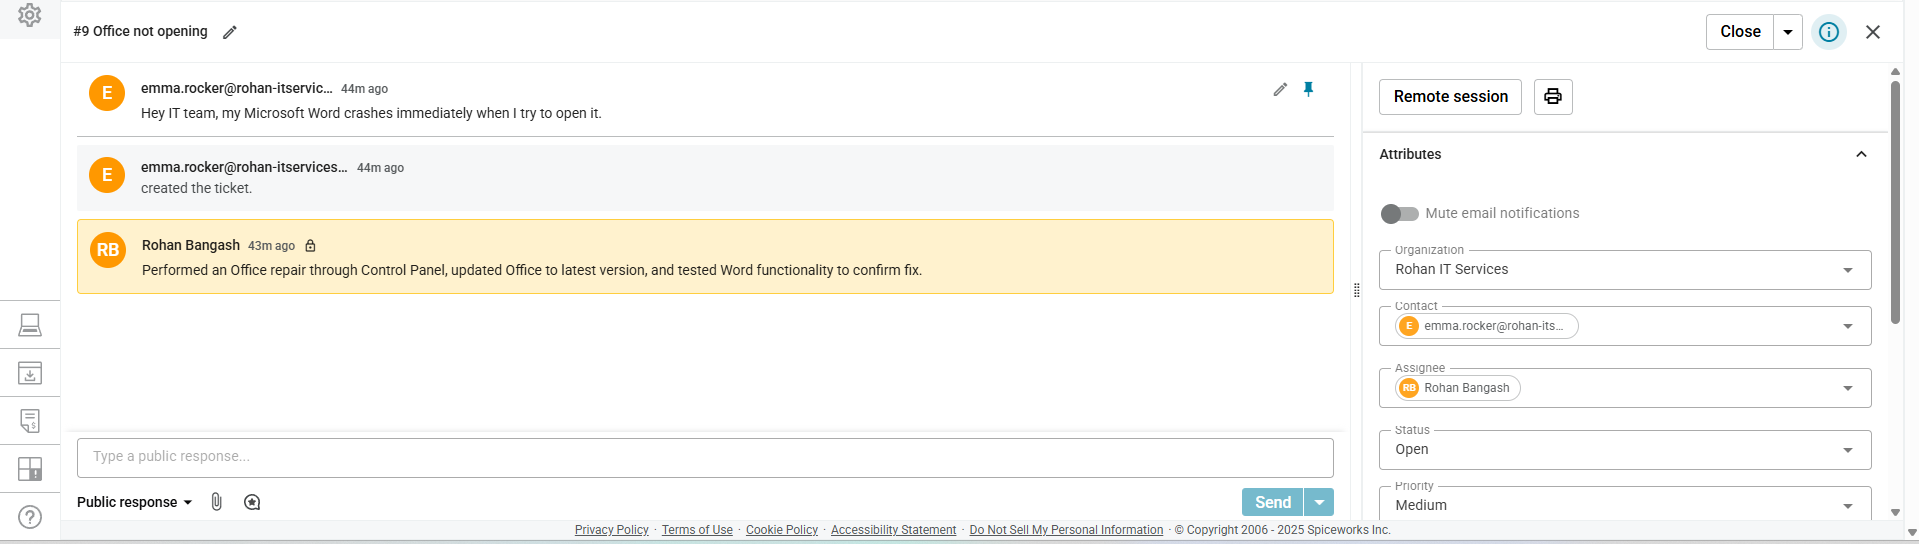 #9 Office not opening
Close
E
emma.rocker@rohan-itservic... 44m ago
Hey IT team, my Microsoft Word crashes immediately when I try to open it.
E
emma.rocker@rohan-itservices... 44m ago
created the ticket.
RB
Rohan Bangash 43m ago
Performed an Office repair through Control Panel, updated Office to latest version, and tested Word functionality to confirm fix.
Type a public response...
Public response
Send
Remote session
Attributes
Mute email notifications
Organization
Rohan IT Services
Contact
E emma.rocker@rohan-its...
Assignee
RB Rohan Bangash
Status
Open
Priority
Medium
Privacy Policy · Terms of Use · Cookie Policy · Accessibility Statement · Do Not Sell My Personal Information · © Copyright 2006 - 2025 Spiceworks Inc.